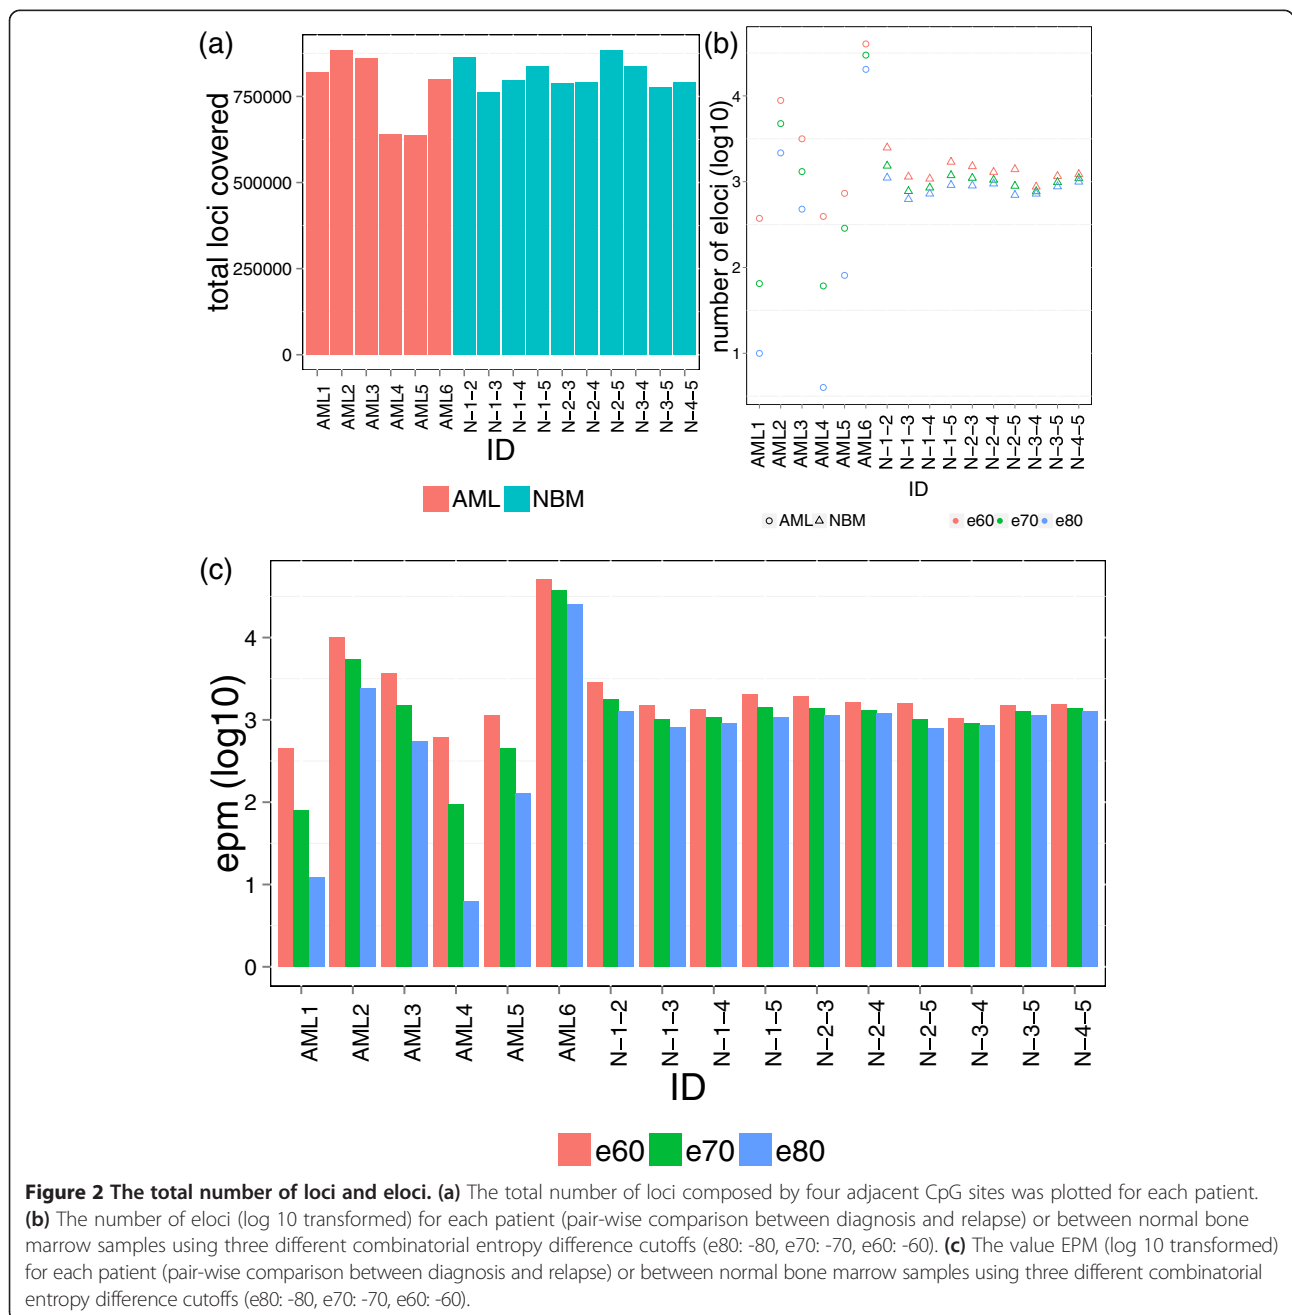 (a)
total loci covered
750000
500000
250000
0
AML1
AML2
AML3
AML4
AML5
AML6
N−1−2
N−1−3
N−1−4
N−1−5
N−2−3
N−2−4
N−2−5
N−3−4
N−3−5
N−4−5
ID
AML NBM
(b)
number of eloci (log10)
4
3
2
1
AML1
AML2
AML3
AML4
AML5
AML6
N−1−2
N−1−3
N−1−4
N−1−5
N−2−3
N−2−4
N−2−5
N−3−4
N−3−5
N−4−5
ID
AML NBM e60 e70 e80
(c)
epm (log10)
4
3
2
1
0
AML1
AML2
AML3
AML4
AML5
AML6
N−1−2
N−1−3
N−1−4
N−1−5
N−2−3
N−2−4
N−2−5
N−3−4
N−3−5
N−4−5
ID
e60 e70 e80
Figure 2 The total number of loci and eloci. (a) The total number of loci composed by four adjacent CpG sites was plotted for each patient.
(b) The number of eloci (log 10 transformed) for each patient (pair-wise comparison between diagnosis and relapse) or between normal bone
marrow samples using three different combinatorial entropy difference cutoffs (e80: -80, e70: -70, e60: -60). (c) The value EPM (log 10 transformed)
for each patient (pair-wise comparison between diagnosis and relapse) or between normal bone marrow samples using three different combinatorial
entropy difference cutoffs (e80: -80, e70: -70, e60: -60).